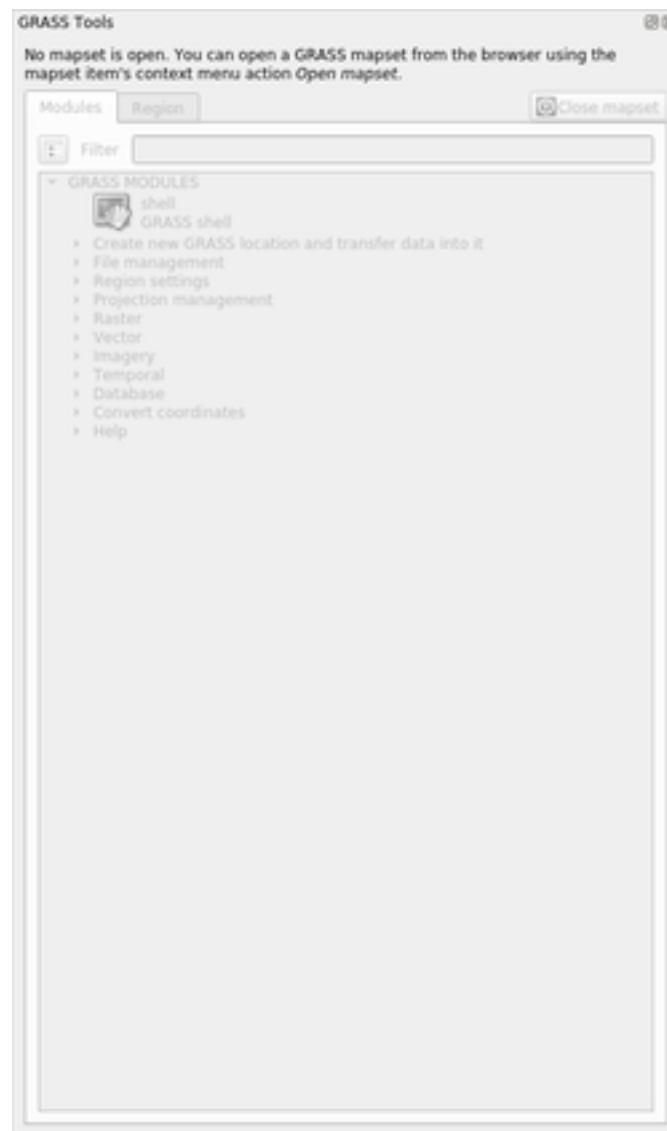 GRASS Tools
No mapset is open. You can open a GRASS mapset from the browser using the
mapset item's context menu action Open mapset.
Modules Region Close mapset
Filter
GRASS MODULES
shell
GRASS shell
Create new GRASS location and transfer data into it
File management
Region settings
Projection management
Raster
Vector
Imagery
Temporal
Database
Convert coordinates
Help